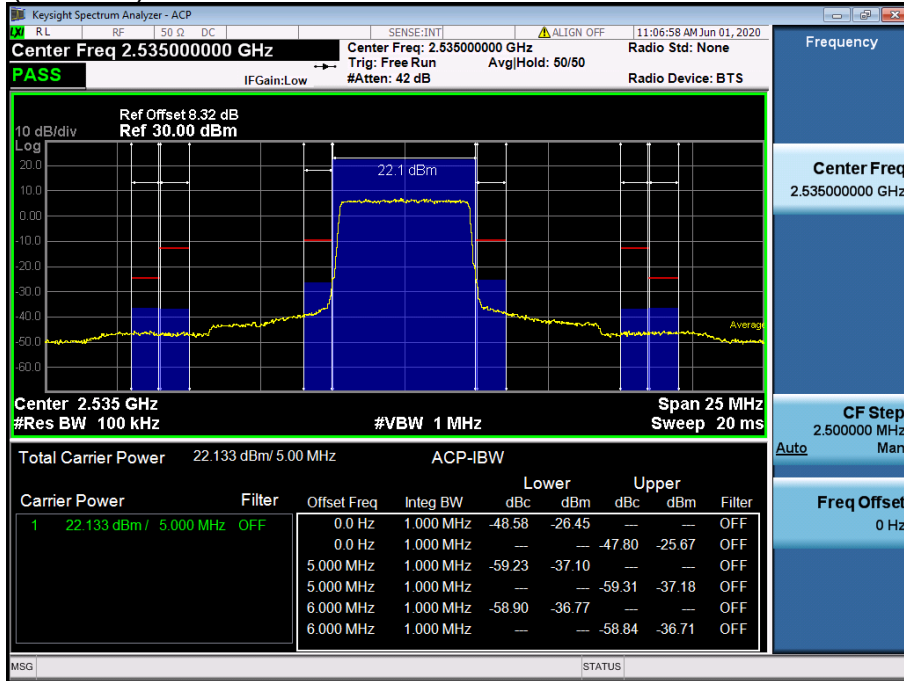 Keysight Spectrum Analyzer - ACP
LXI RL RF 50 Ω DC SENSE:INT ALIGN OFF 11:06:58 AM Jun 01, 2020
Center Freq 2.535000000 GHz
Center Freq: 2.535000000 GHz
Radio Std: None
Trig: Free Run Avg|Hold: 50/50
PASS
IFGain:Low #Atten: 42 dB Radio Device: BTS
Ref Offset 8.32 dB
10 dB/div Ref 30.00 dBm
Log
20.0
22.1 dBm
10.0
0.00
-10.0
-20.0
-30.0
-40.0
Average
-50.0
-60.0
Center 2.535 GHz Span 25 MHz
#Res BW 100 kHz #VBW 1 MHz Sweep 20 ms
Total Carrier Power 22.133 dBm/ 5.00 MHz ACP-IBW
Lower Upper
Carrier Power Filter Offset Freq Integ BW dBc dBm dBc dBm Filter
1 22.133 dBm / 5.000 MHz OFF
0.0 Hz 1.000 MHz -48.58 -26.45 --- --- OFF
0.0 Hz 1.000 MHz --- --- -47.80 -25.67 OFF
5.000 MHz 1.000 MHz -59.23 -37.10 --- --- OFF
5.000 MHz 1.000 MHz --- --- -59.31 -37.18 OFF
6.000 MHz 1.000 MHz -58.90 -36.77 --- --- OFF
6.000 MHz 1.000 MHz --- --- -58.84 -36.71 OFF
MSG STATUS
Frequency
Center Freq
2.535000000 GHz
CF Step
2.500000 MHz
Auto Man
Freq Offset
0 Hz